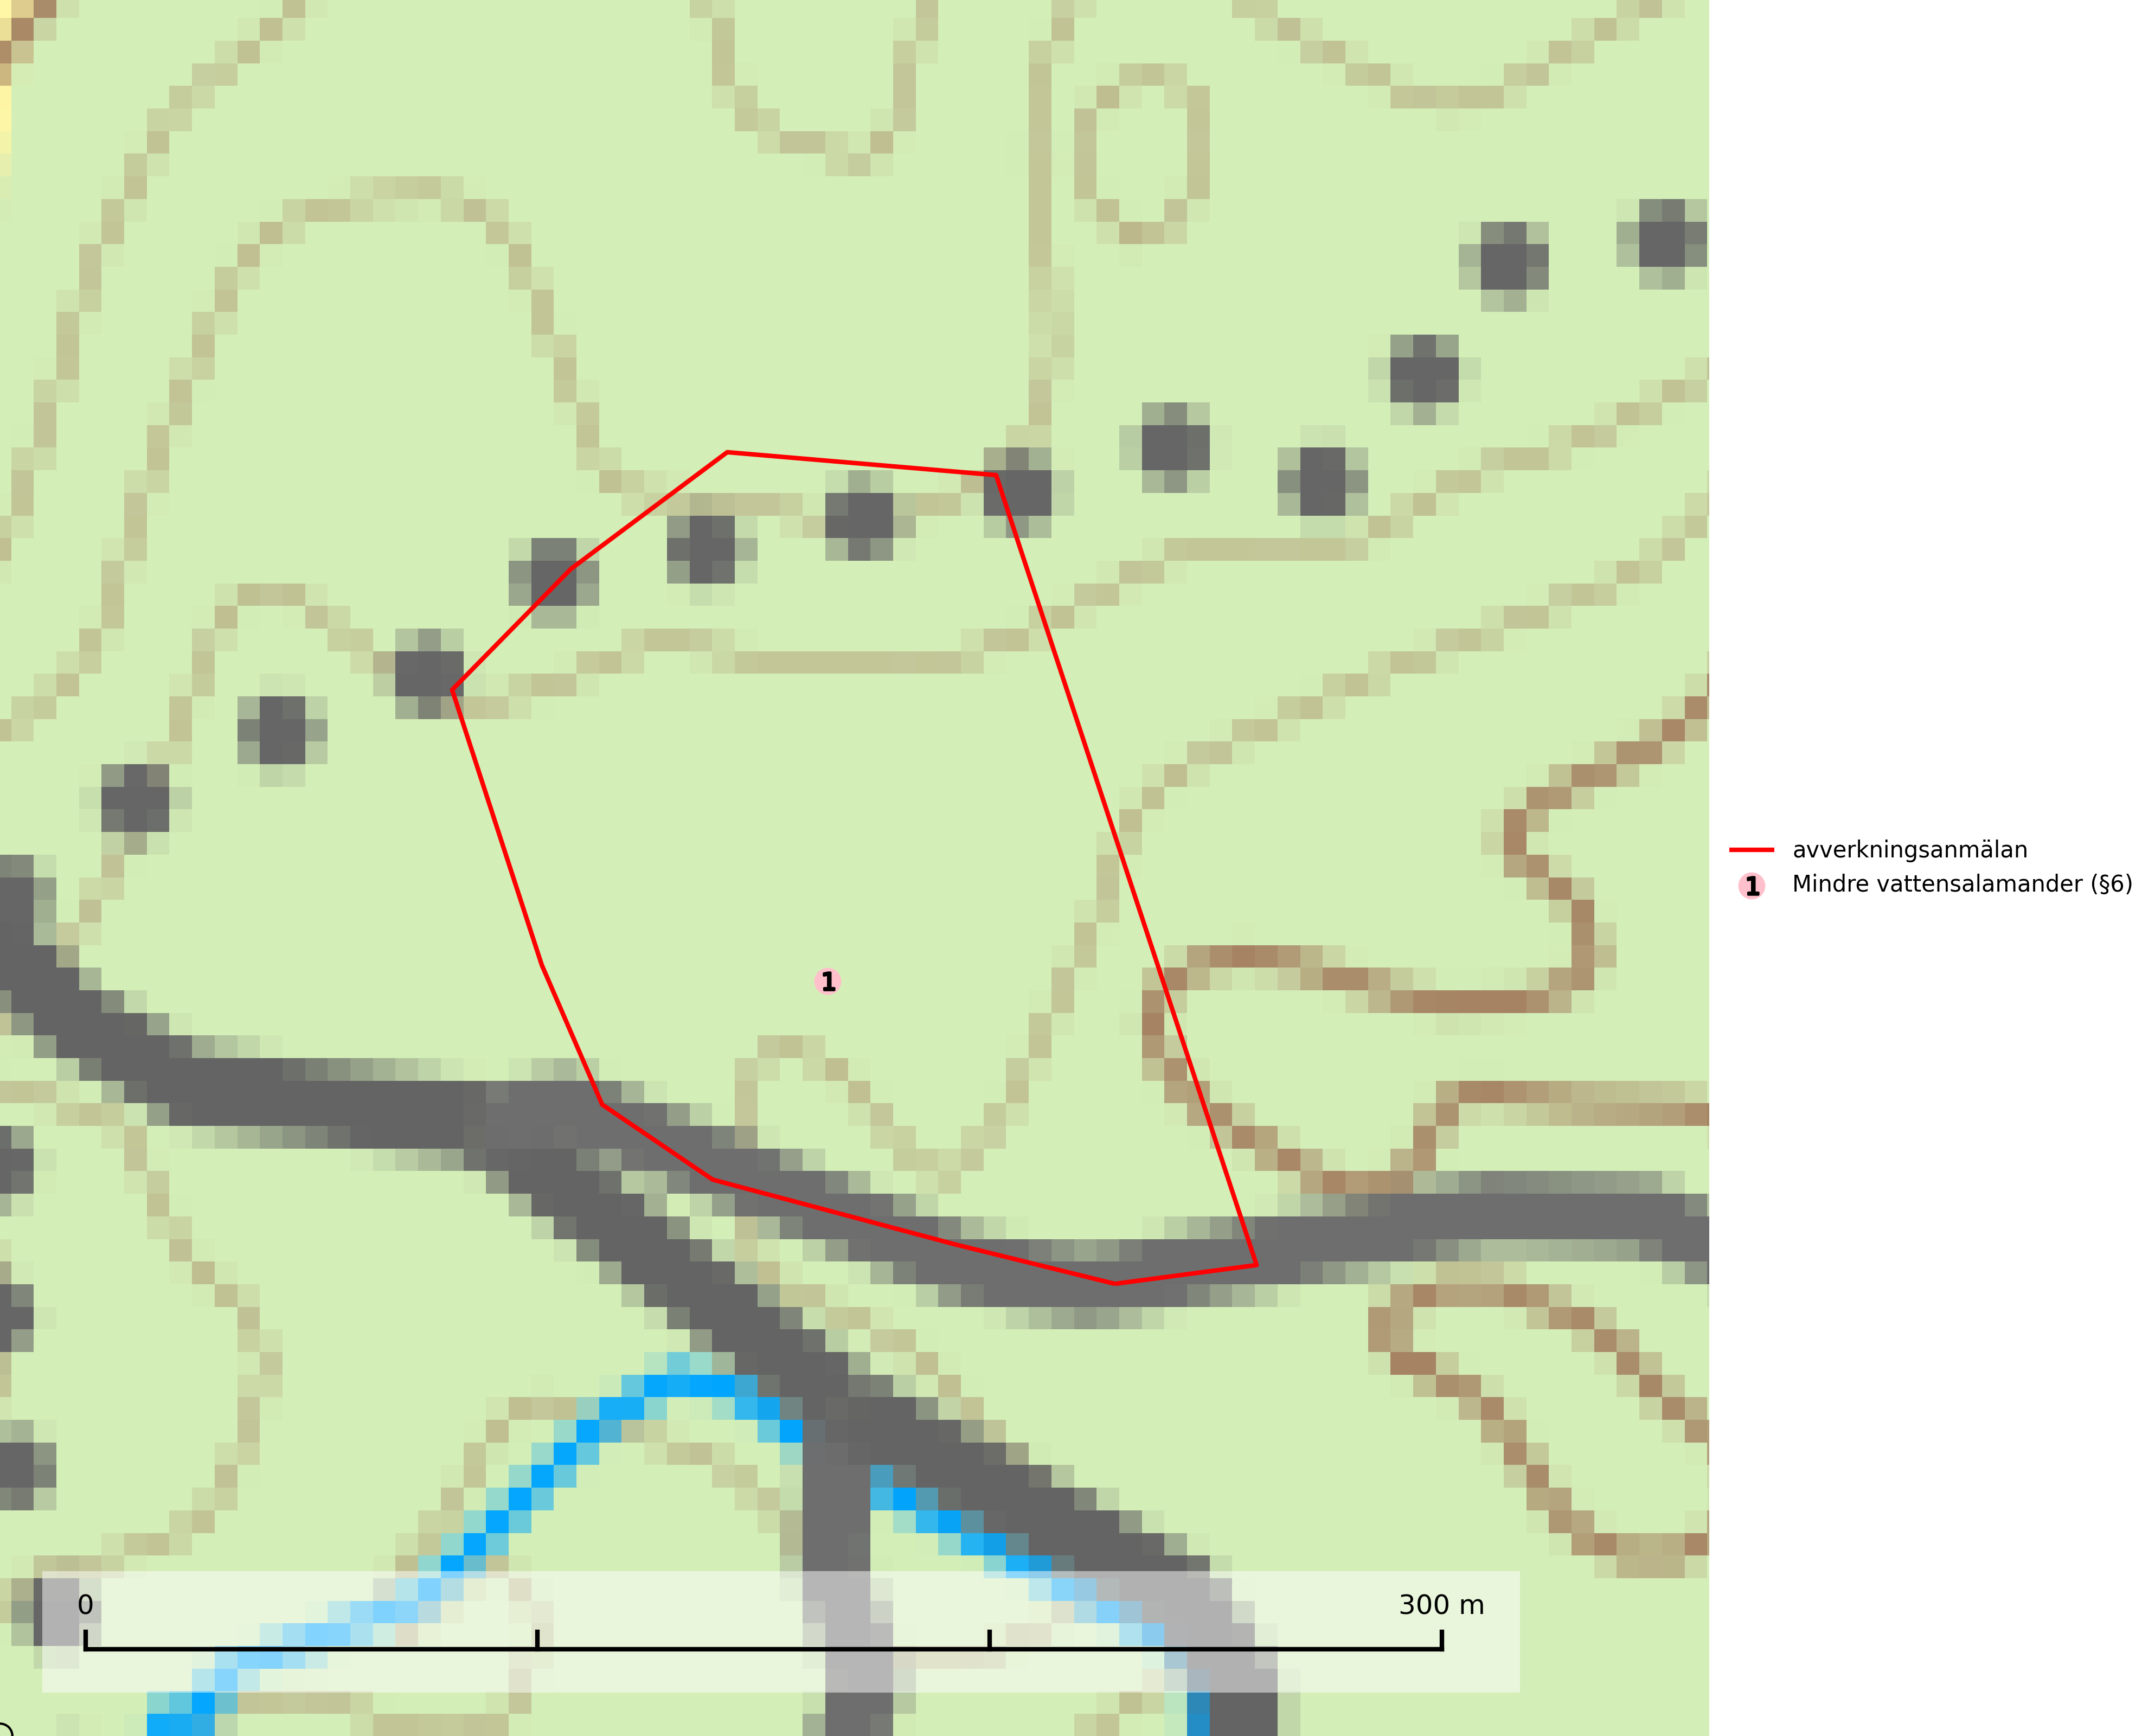 avverkningsanmälan
1 Mindre vattensalamander (§6)
1
0 300 m